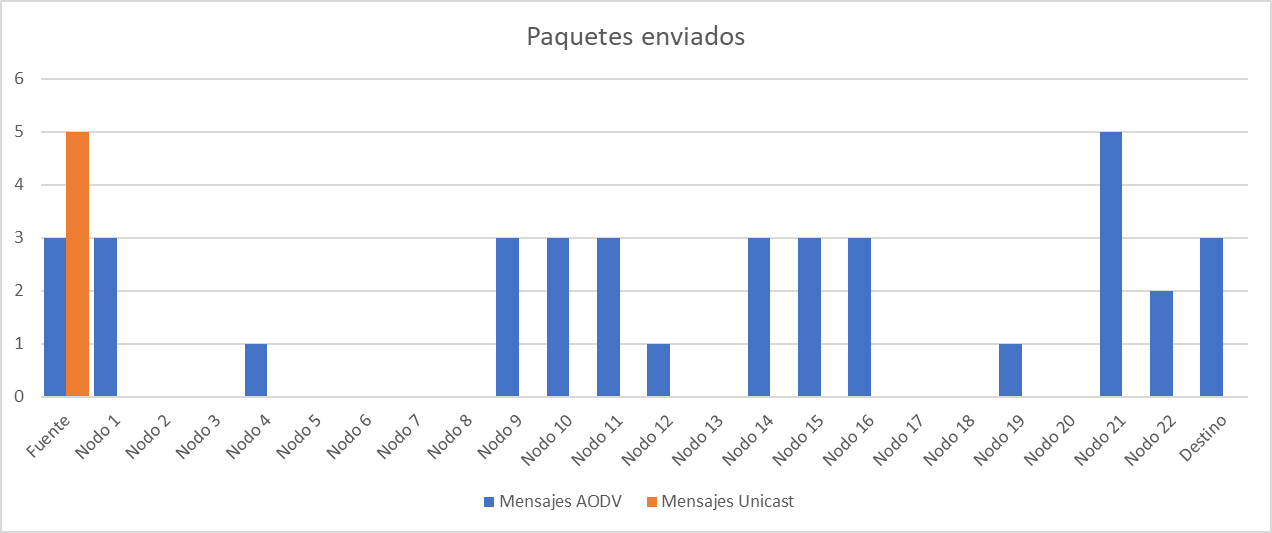 Paquetes enviados
6
5
4
3
2
1
0
Fuente
Nodo 1
Nodo 2
Nodo 3
Nodo 4
Nodo 5
Nodo 6
Nodo 7
Nodo 8
Nodo 9
Nodo 10
Nodo 11
Nodo 12
Nodo 13
Nodo 14
Nodo 15
Nodo 16
Nodo 17
Nodo 18
Nodo 19
Nodo 20
Nodo 21
Nodo 22
Destino
Mensajes AODV Mensajes Unicast